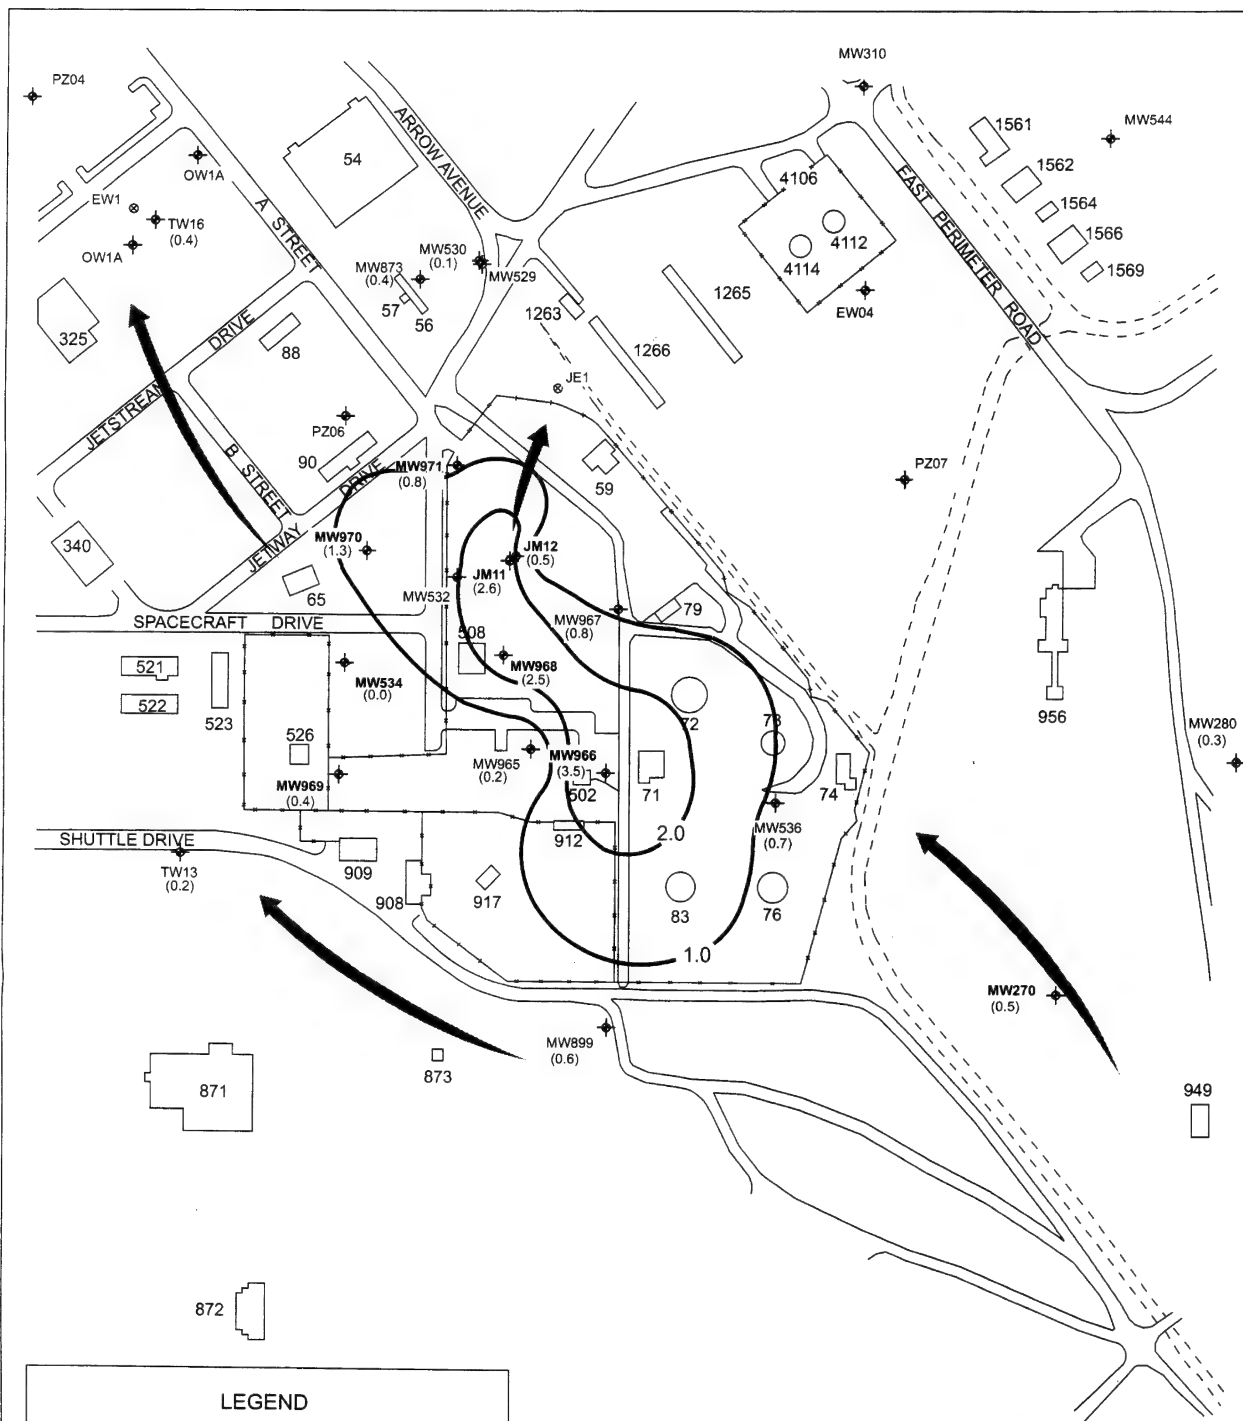 MW310
PZ04
MW544
1561
ARROW AVENUE
54
4106
1562
EAST PERIMETER ROAD
OW1A
1564
EW1
TW16
(0.4)
A STREET
4112
1566
OW1A
MW530
(0.1)
MW529
4114
1569
MW873
(0.4)
57
56
1263
1265
EW04
325
JETSTREAM DRIVE
88
1266
JE1
PZ06
B STREET
90
MW971
(0.8)
59
PZ07
JETWAY DRIVE
MW970
(1.3)
340
JM12
(0.5)
JM11
(2.6)
65
MW532
79
SPACECRAFT DRIVE
MW967
(0.8)
508
521
MW968
(2.5)
MW534
(0.0)
522
523
72
73
956
MW280
(0.3)
526
MW965
(0.2)
MW966
(3.5)
MW969
(0.4)
502
71
74
SHUTTLE DRIVE
912
2.0
MW536
(0.7)
TW13
(0.2)
909
908
917
83
76
1.0
MW270
(0.5)
MW899
(0.6)
873
871
949
872
LEGEND